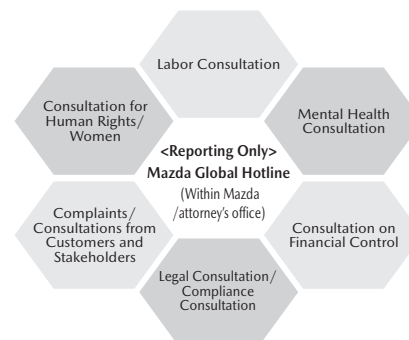 Labor Consultation
Consultation for
Human Rights/
Women
Mental Health
Consultation
<Reporting Only>
Mazda Global Hotline
(Within Mazda
/attorney's office)
Complaints/
Consultations from
Customers and
Stakeholders
Consultation on
Financial Control
Legal Consultation/
Compliance
Consultation